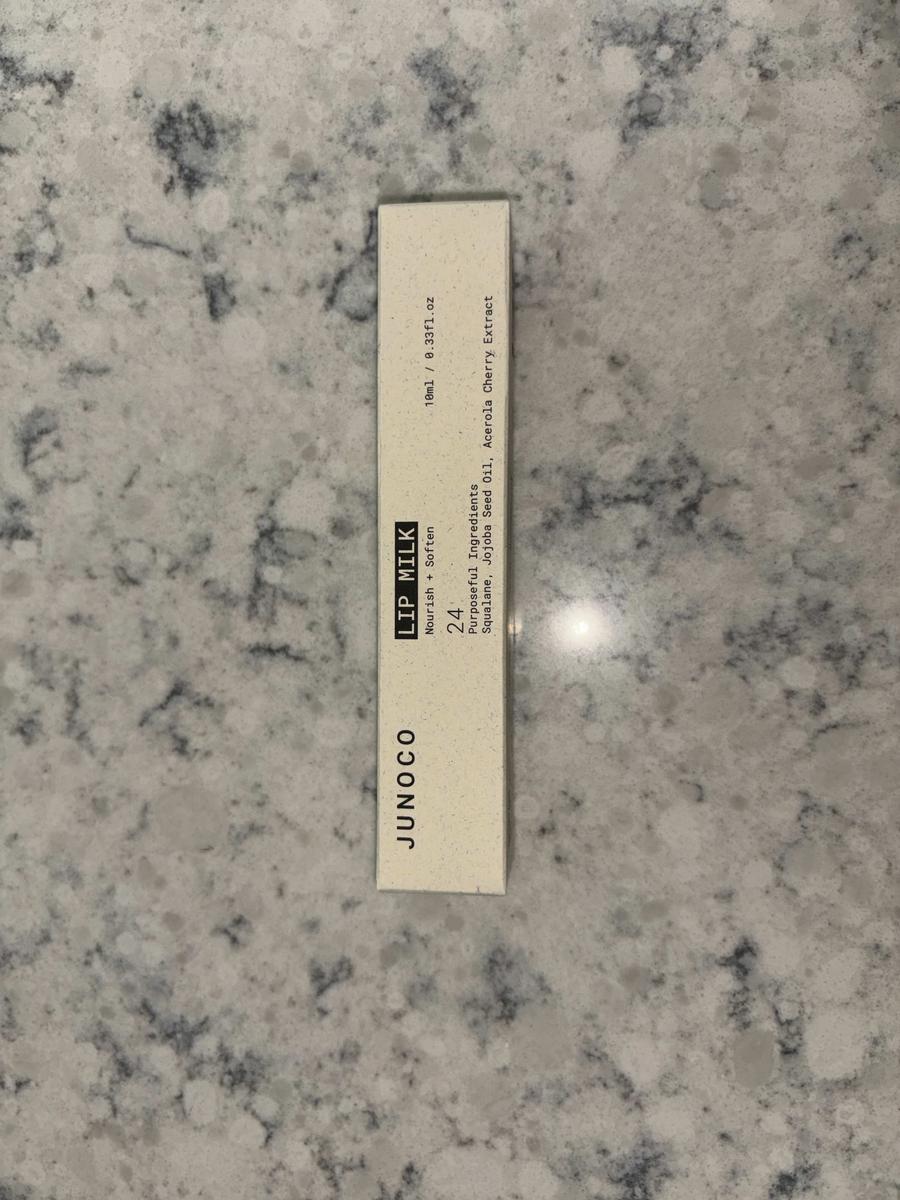 JUNOCO
LIP MILK
Nourish + Soften
10ml / 0.33fl.oz
24
Purposeful Ingredients
Squalane, Jojoba Seed Oil, Acerola Cherry Extract